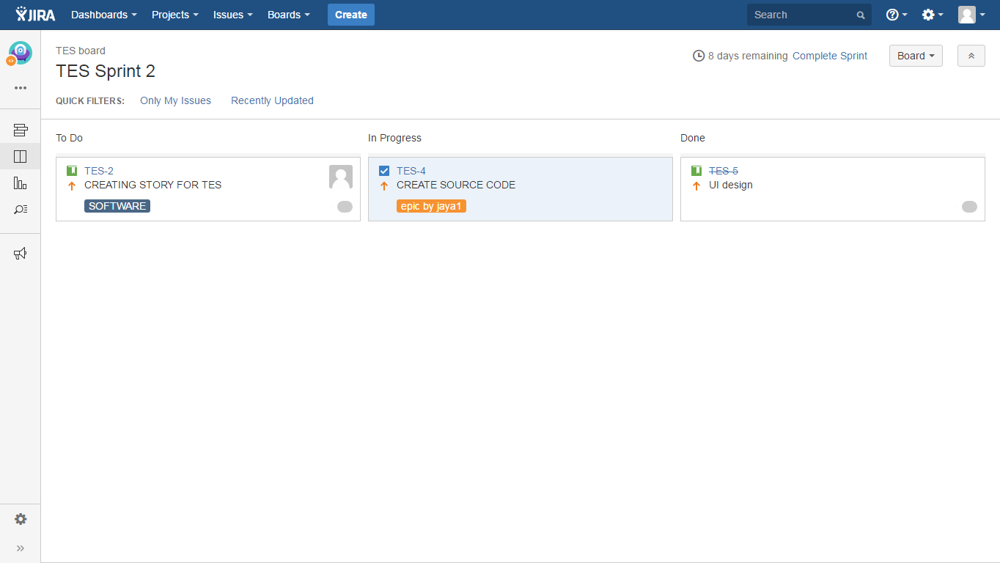 JIRA Dashboards Projects Issues Boards Create Search
TES board
TES Sprint 2
8 days remaining Complete Sprint Board
QUICK FILTERS: Only My Issues Recently Updated
To Do In Progress Done
TES-2
CREATING STORY FOR TES
SOFTWARE
TES-4
CREATE SOURCE CODE
epic by jaya1
TES-5
UI design